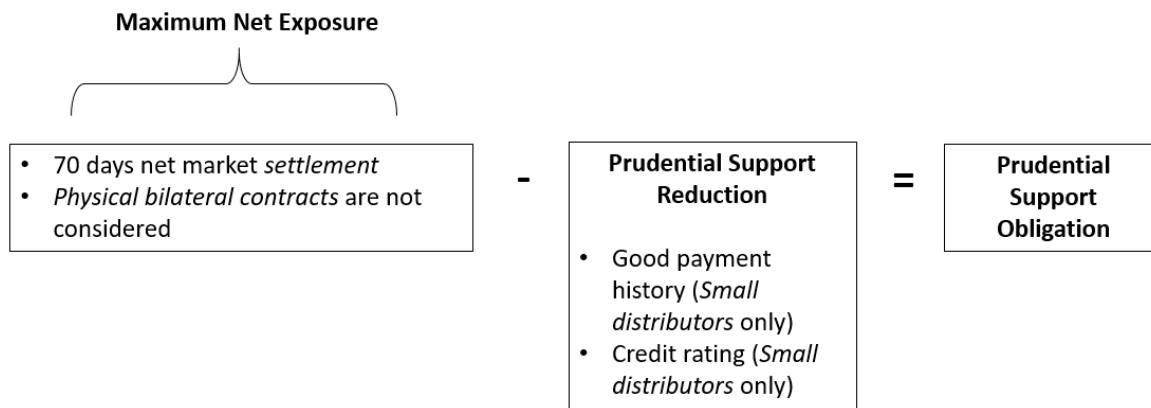 Maximum Net Exposure
• 70 days net market settlement
• Physical bilateral contracts are not
considered
-
Prudential Support
Reduction
• Good payment
history (Small
distributors only)
• Credit rating (Small
distributors only)
=
Prudential
Support
Obligation